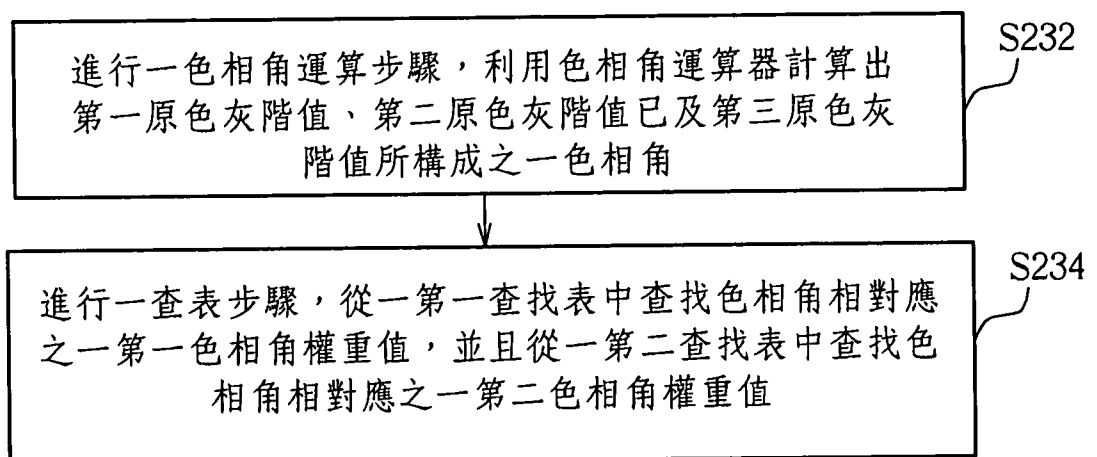 S232
進行一色相角運算步驟，利用色相角運算器計算出
第一原色灰階值、第二原色灰階值已及第三原色灰
階值所構成之一色相角
S234
進行一查表步驟，從一第一查找表中查找色相角相對應
之一第一色相角權重值，並且從一第二查找表中查找色
相角相對應之一第二色相角權重值